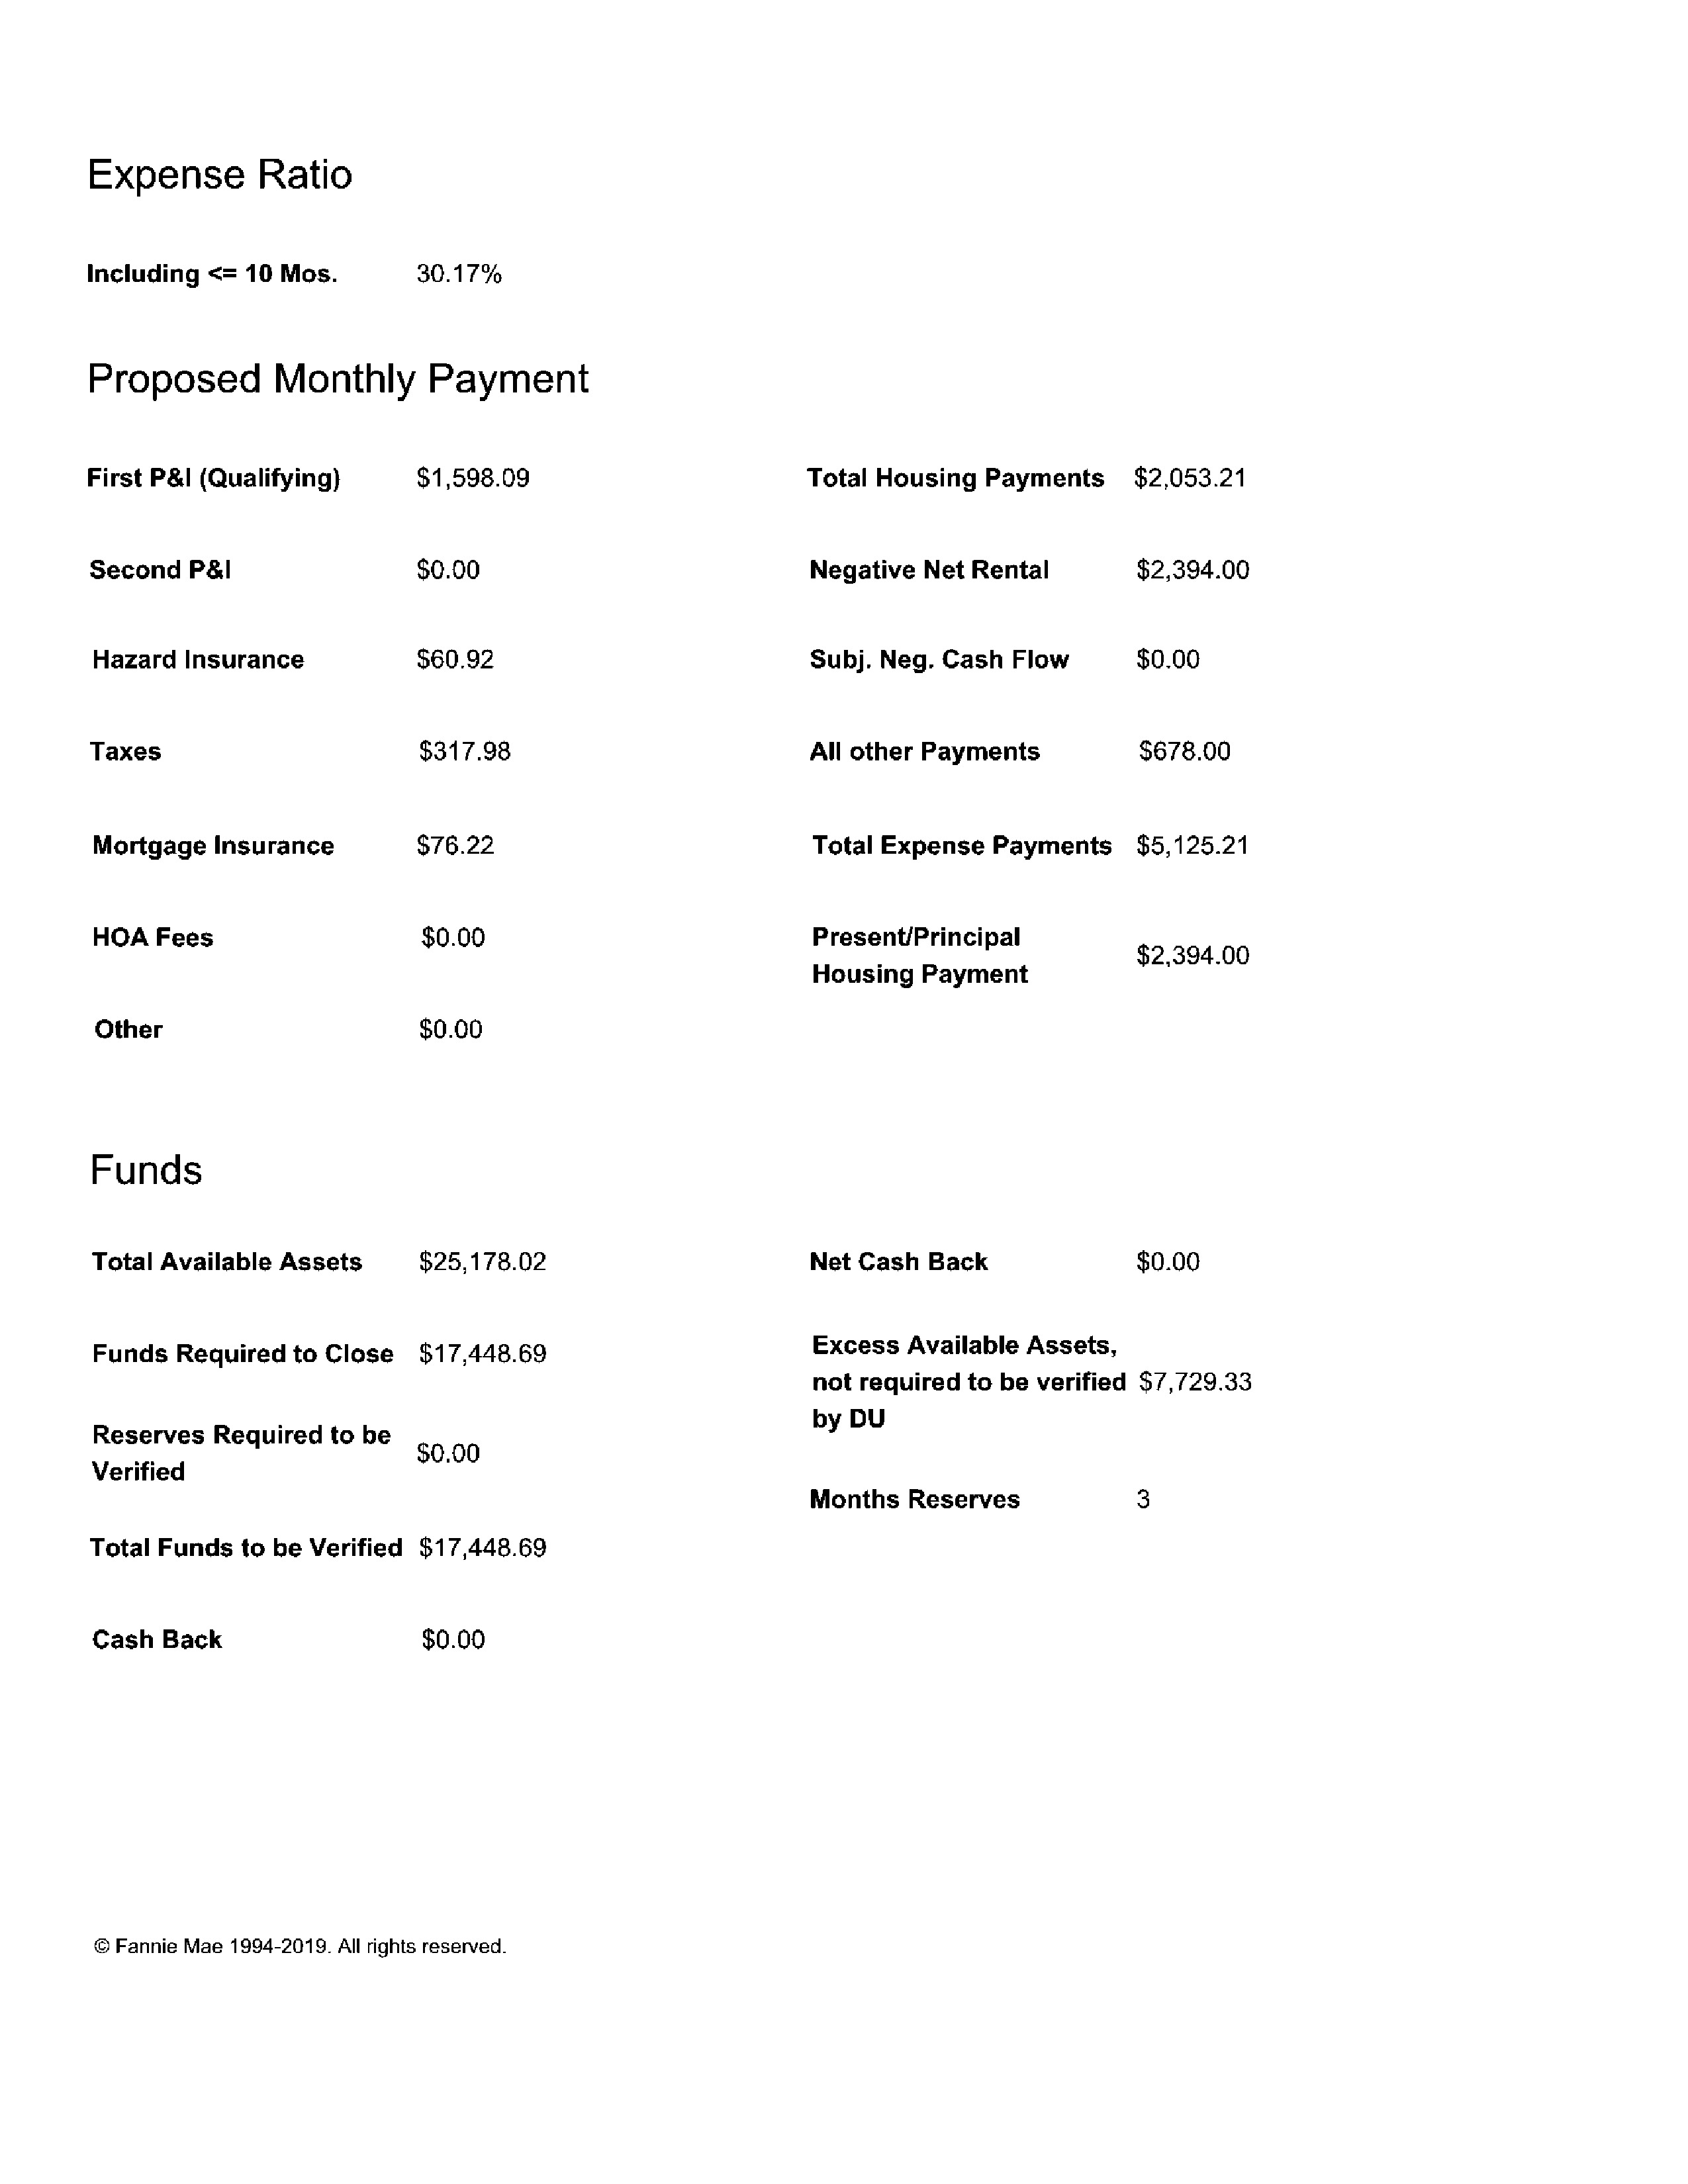 Expense Ratio
Including <= 10 Mos. 30.17%
Proposed Monthly Payment
First P&I (Qualifying) $1,598.09 Total Housing Payments $2,053.21
Second P&I $0.00 Negative Net Rental $2,394.00
Hazard Insurance $60.92 Subj. Neg. Cash Flow $0.00
Taxes $317.98 All other Payments $678.00
Mortgage Insurance $76.22 Total Expense Payments $5,125.21
HOA Fees $0.00 Present/Principal
Housing Payment $2,394.00
Other $0.00
Funds
Total Available Assets $25,178.02 Net Cash Back $0.00
Funds Required to Close $17,448.69 Excess Available Assets,
not required to be verified $7,729.33
by DU
Reserves Required to be
Verified $0.00
Months Reserves 3
Total Funds to be Verified $17,448.69
Cash Back $0.00
© Fannie Mae 1994-2019. All rights reserved.